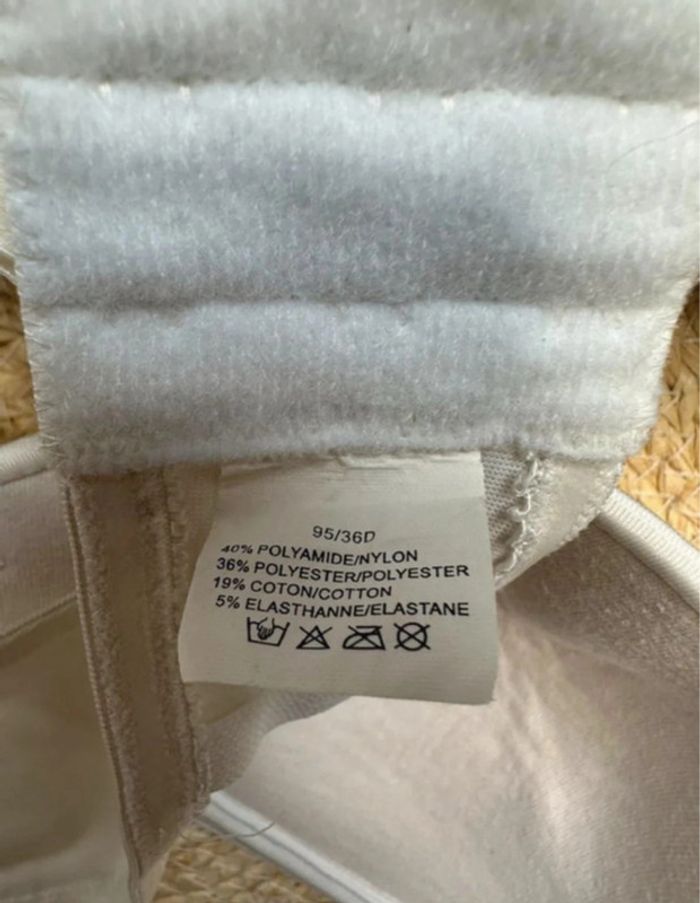 95/36D
40% POLYAMIDE/NYLON
36% POLYESTER/POLYESTER
19% COTON/COTTON
5% ELASTHANNE/ELASTANE